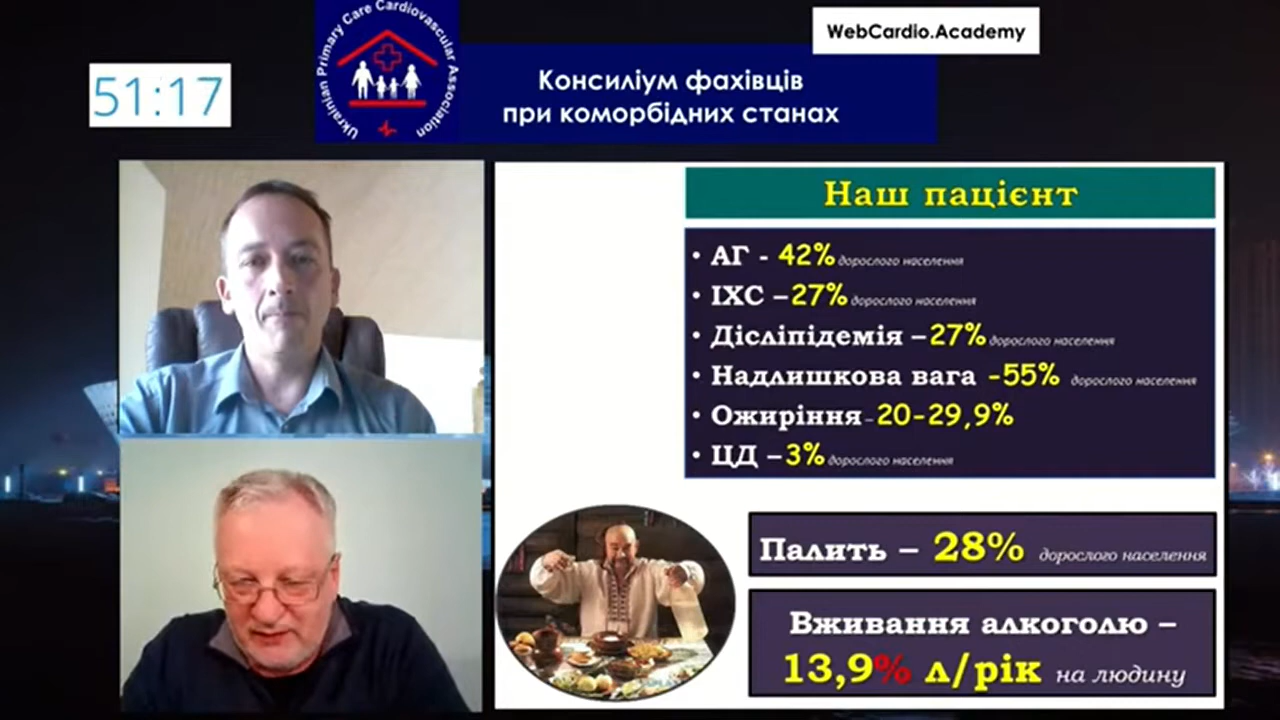 WebCardio.Academy
Ukrainian Primary Care Cardiovascular Association
Консиліум фахівців
при коморбідних станах
51:17
Наш пацієнт
• АГ - 42% дорослого населення
• ІХС –27% дорослого населення
• Дісліпідемія –27% дорослого населення
• Надлишкова вага -55% дорослого населення
• Ожиріння-20-29,9%
• ЦД –3% дорослого населення
Палить – 28% дорослого населення
Вживання алкоголю –
13,9% л/рік на людину